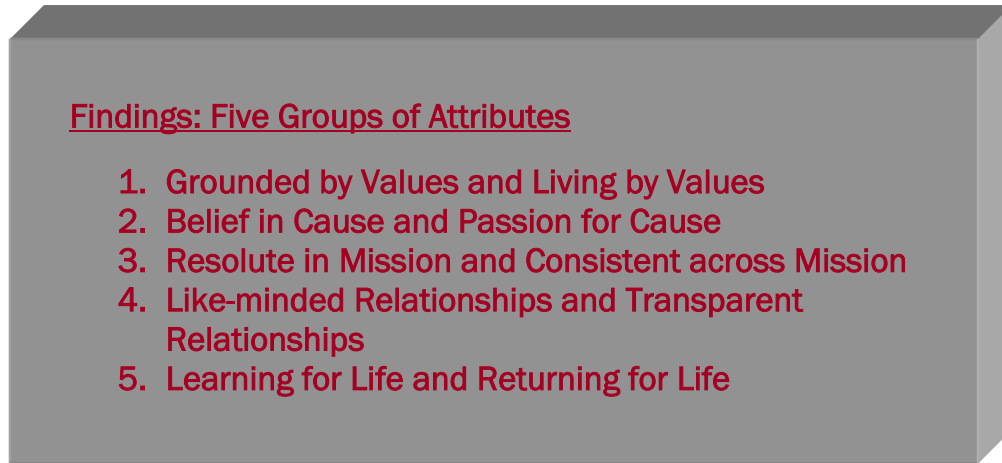 Findings: Five Groups of Attributes
1. Grounded by Values and Living by Values
2. Belief in Cause and Passion for Cause
3. Resolute in Mission and Consistent across Mission
4. Like-minded Relationships and Transparent
Relationships
5. Learning for Life and Returning for Life